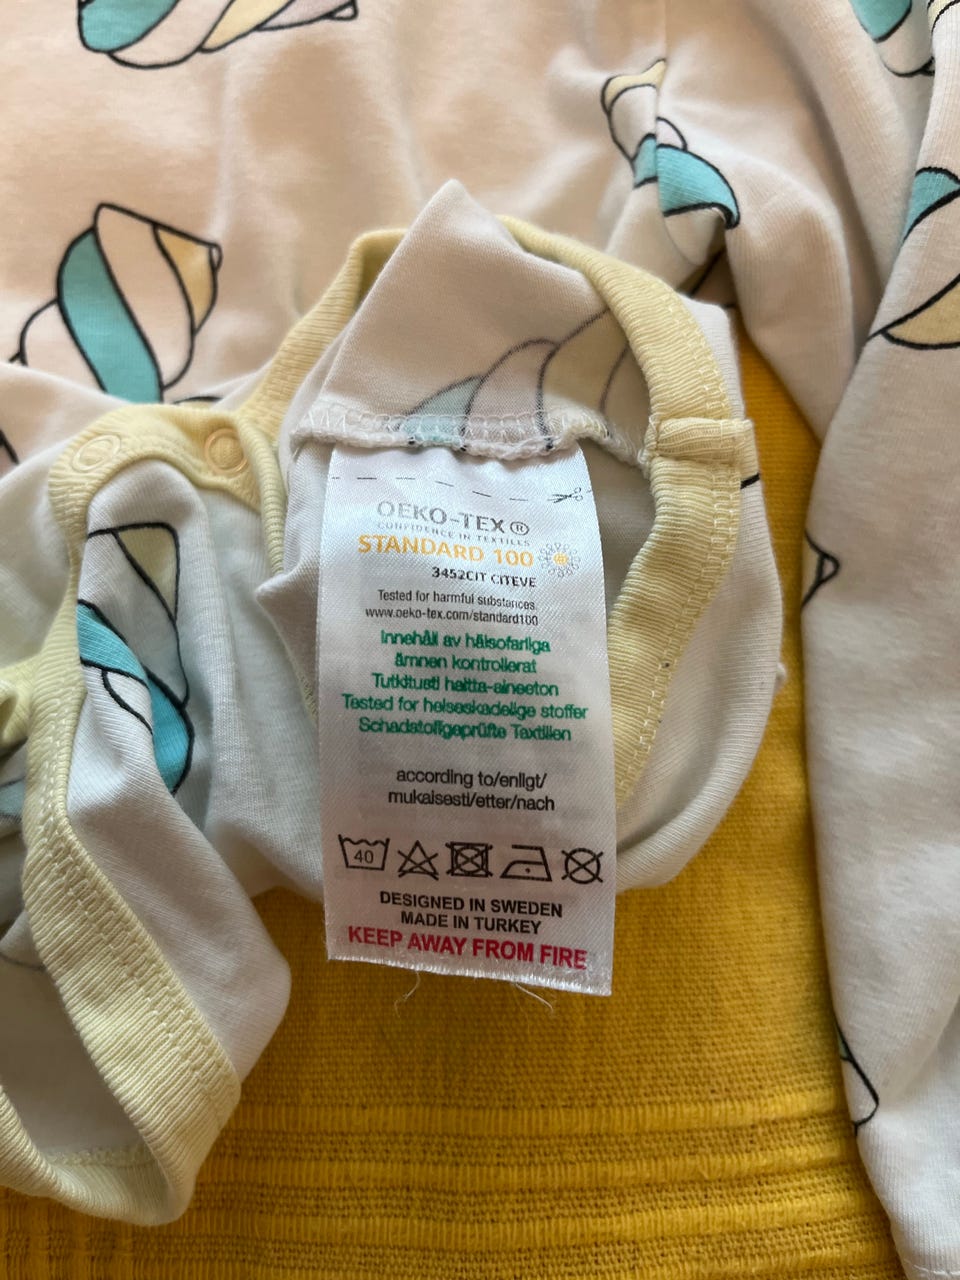 OEKO-TEX®
CONFIDENCE IN TEXTILES
STANDARD 100
3452CIT CITEVE
Tested for harmful substances.
www.oeko-tex.com/standard100
Innehåll av hälsofarliga
ämnen kontrollerat
Tutkitusti haitta-aineeton
Tested for helseskadelige stoffer
Schadstoffgeprüfte Textilien
according to/enligt/
mukaisesti/etter/nach
40
DESIGNED IN SWEDEN
MADE IN TURKEY
KEEP AWAY FROM FIRE